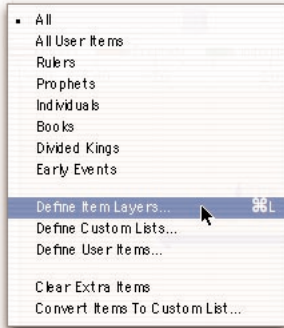 • All
All User Items
Rulers
Prophets
Individuals
Books
Divided Kings
Early Events
Define Item Layers... ⌘L
Define Custom Lists...
Define User Items...
Clear Extra Items
Convert Items To Custom List...